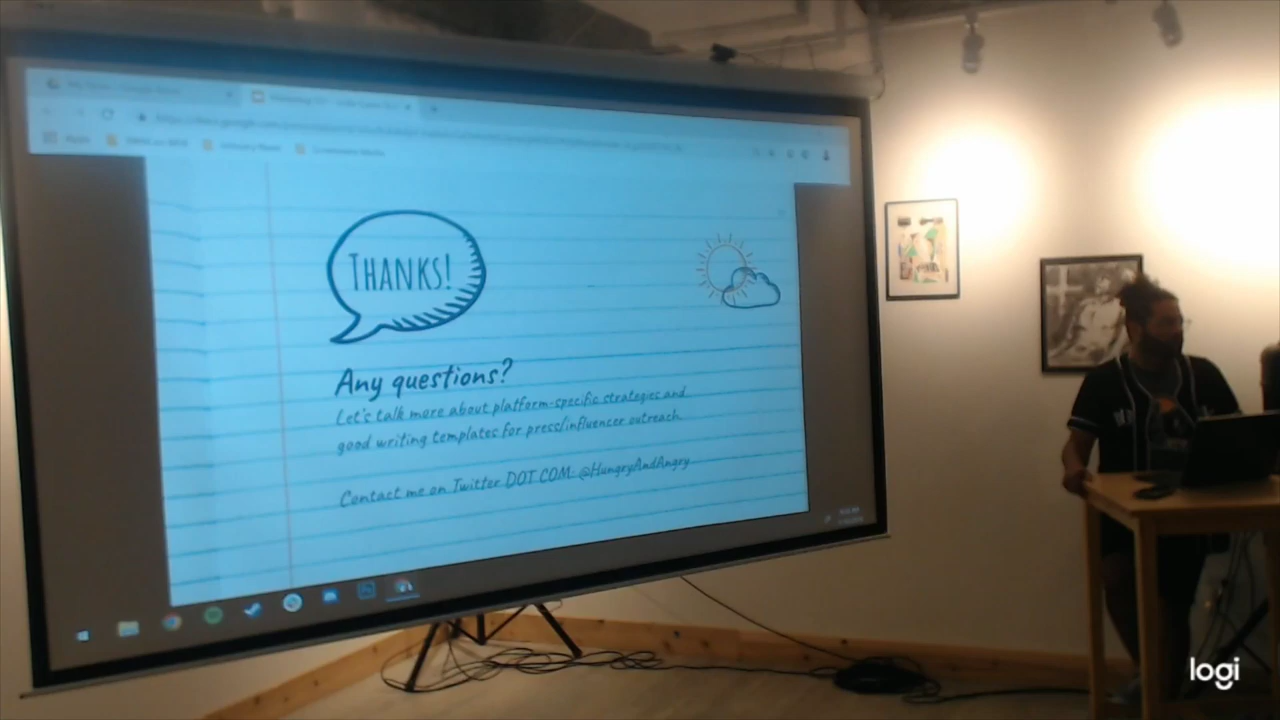 THANKS!
Any questions?
Let's talk more about platform-specific strategies and
good writing templates for press/influencer outreach.
Contact me on Twitter DOT COM: @HungryAndAngry
logi